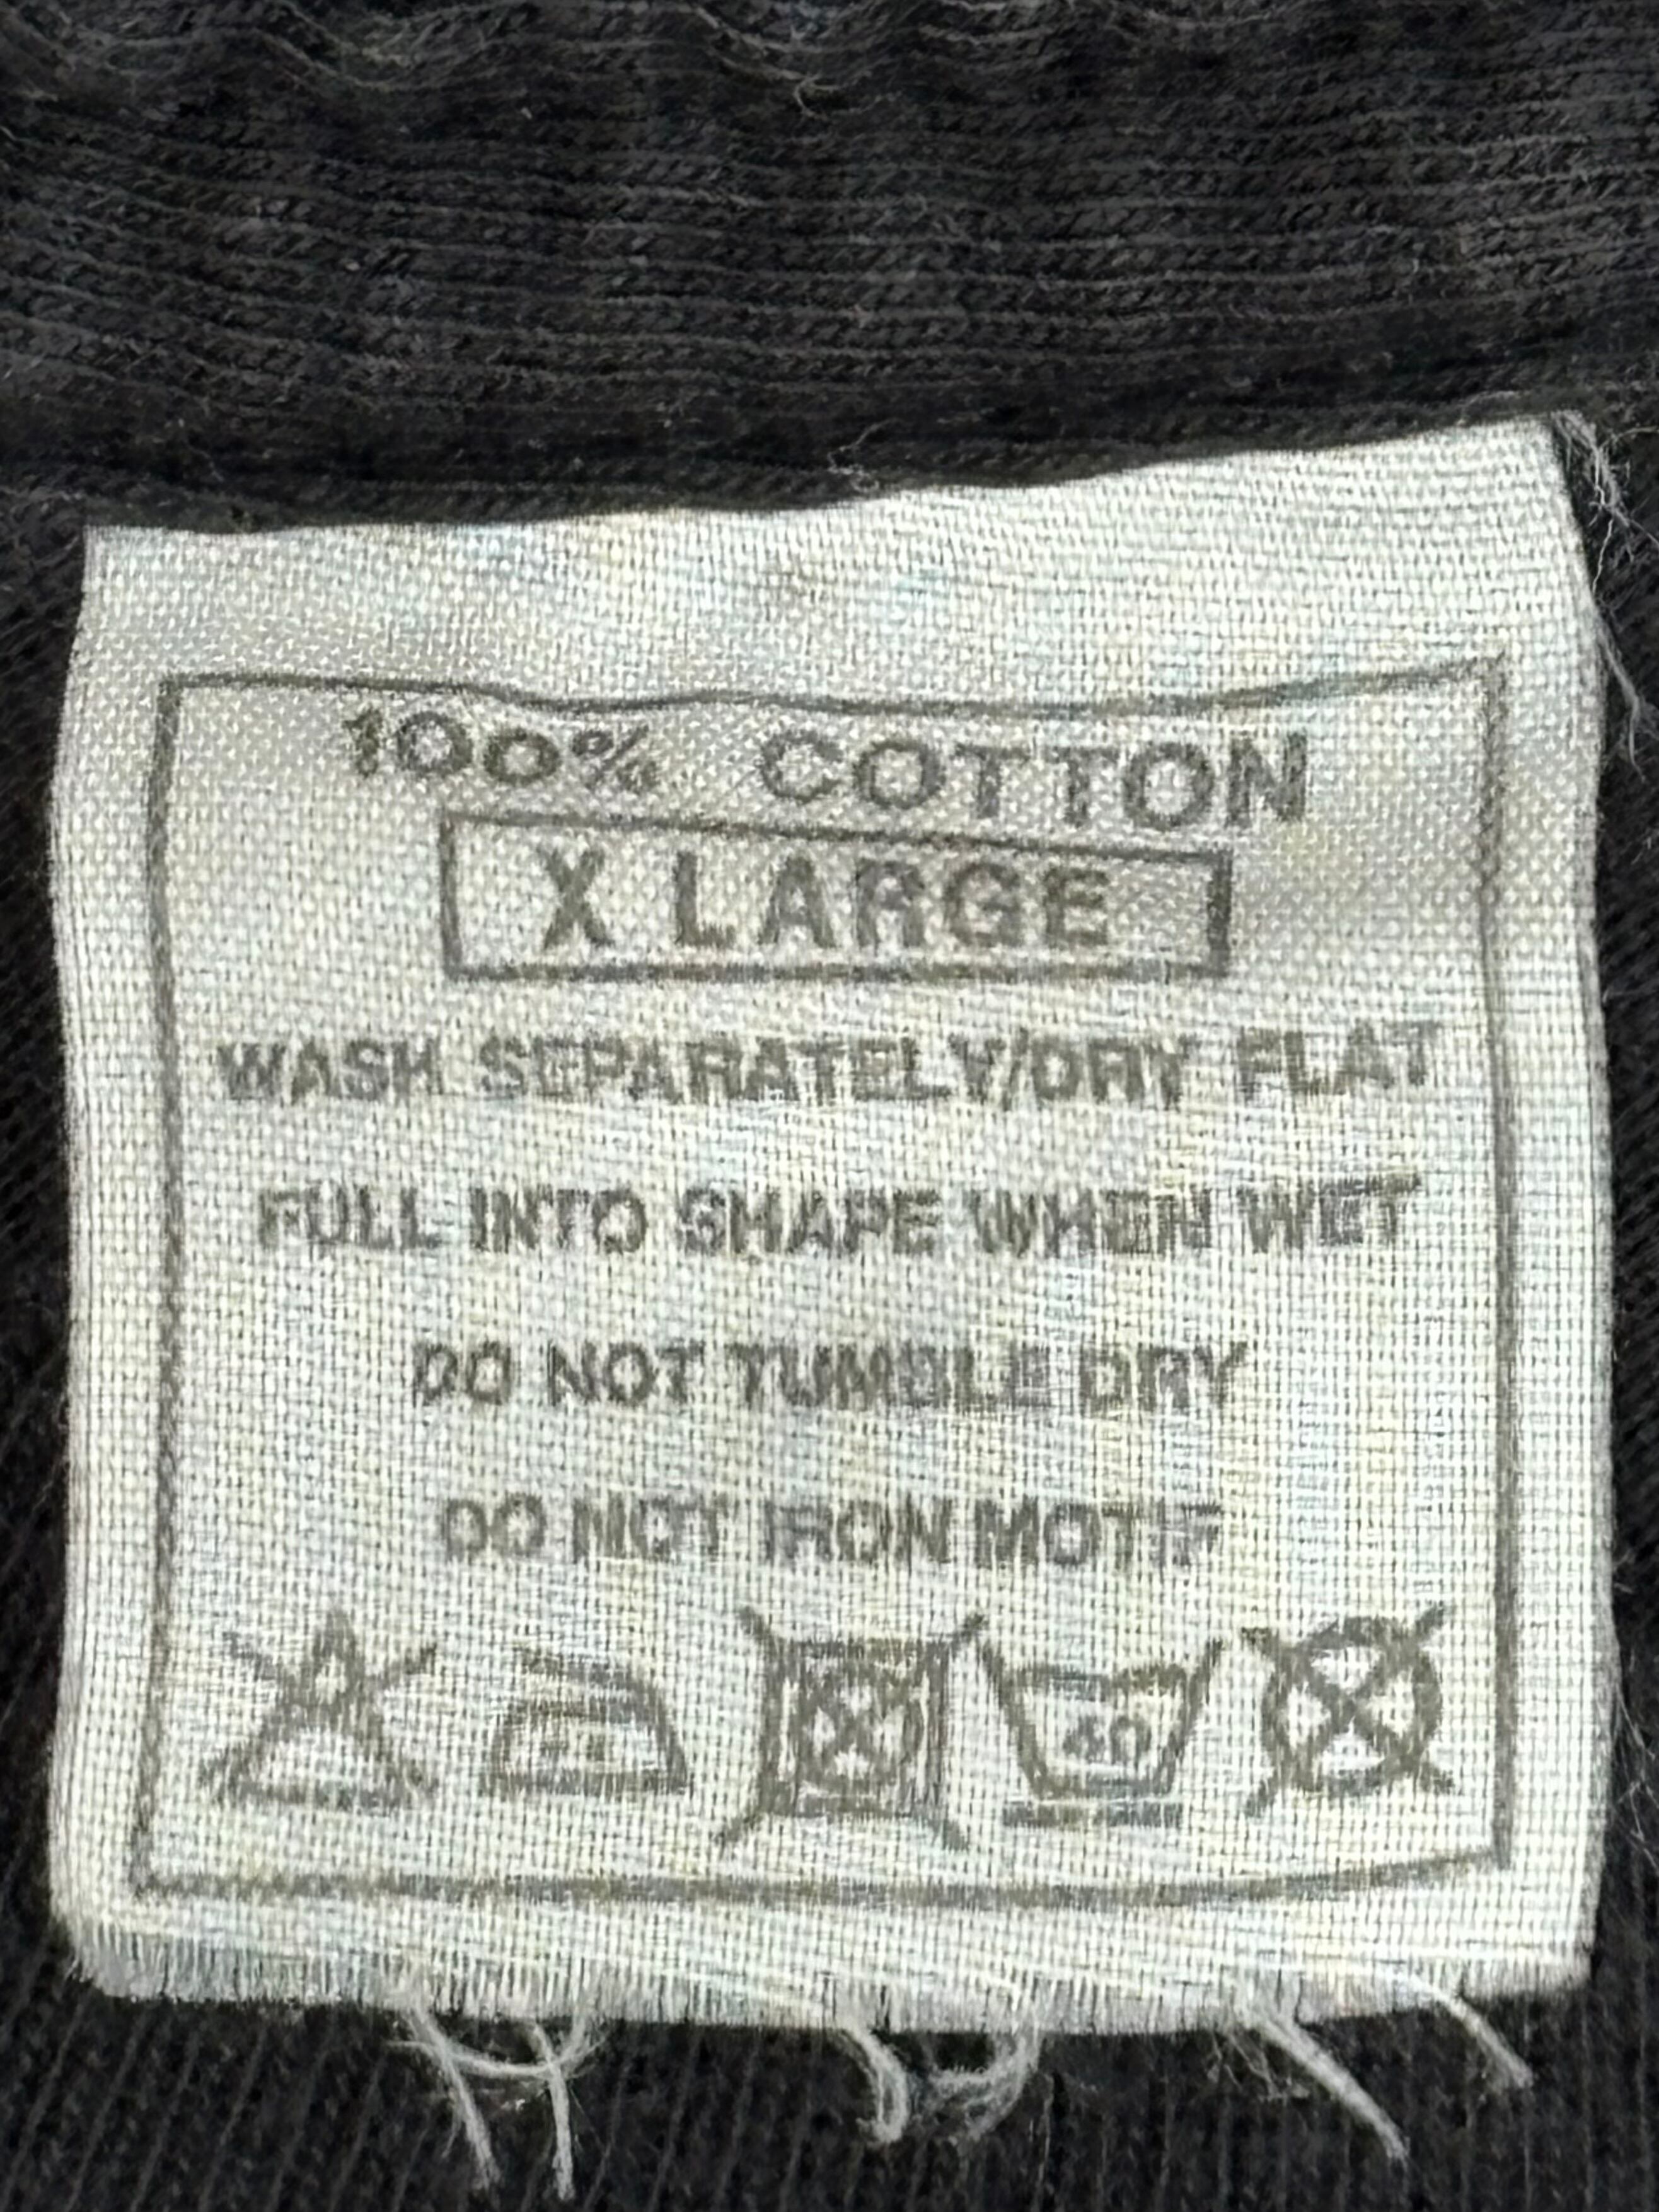 100% COTTON
X LARGE
WASH SEPARATELY/DRY FLAT
PULL INTO SHAPE WHEN WET
DO NOT TUMBLE DRY
DO NOT IRON MOTIF
40